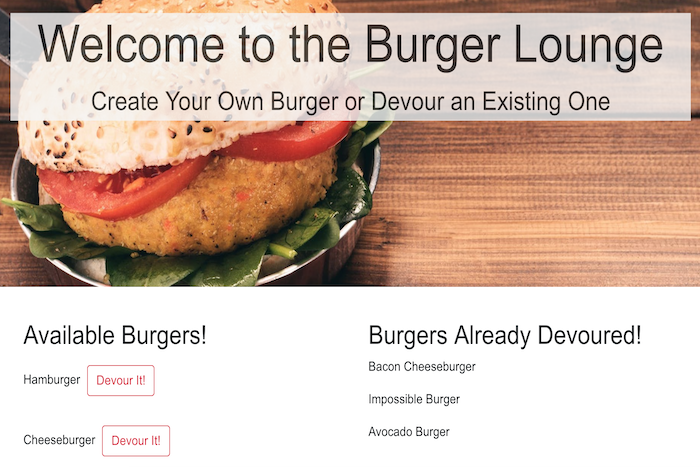 Welcome to the Burger Lounge
Create Your Own Burger or Devour an Existing One
Available Burgers!
Hamburger Devour It!
Cheeseburger Devour It!
Burgers Already Devoured!
Bacon Cheeseburger
Impossible Burger
Avocado Burger